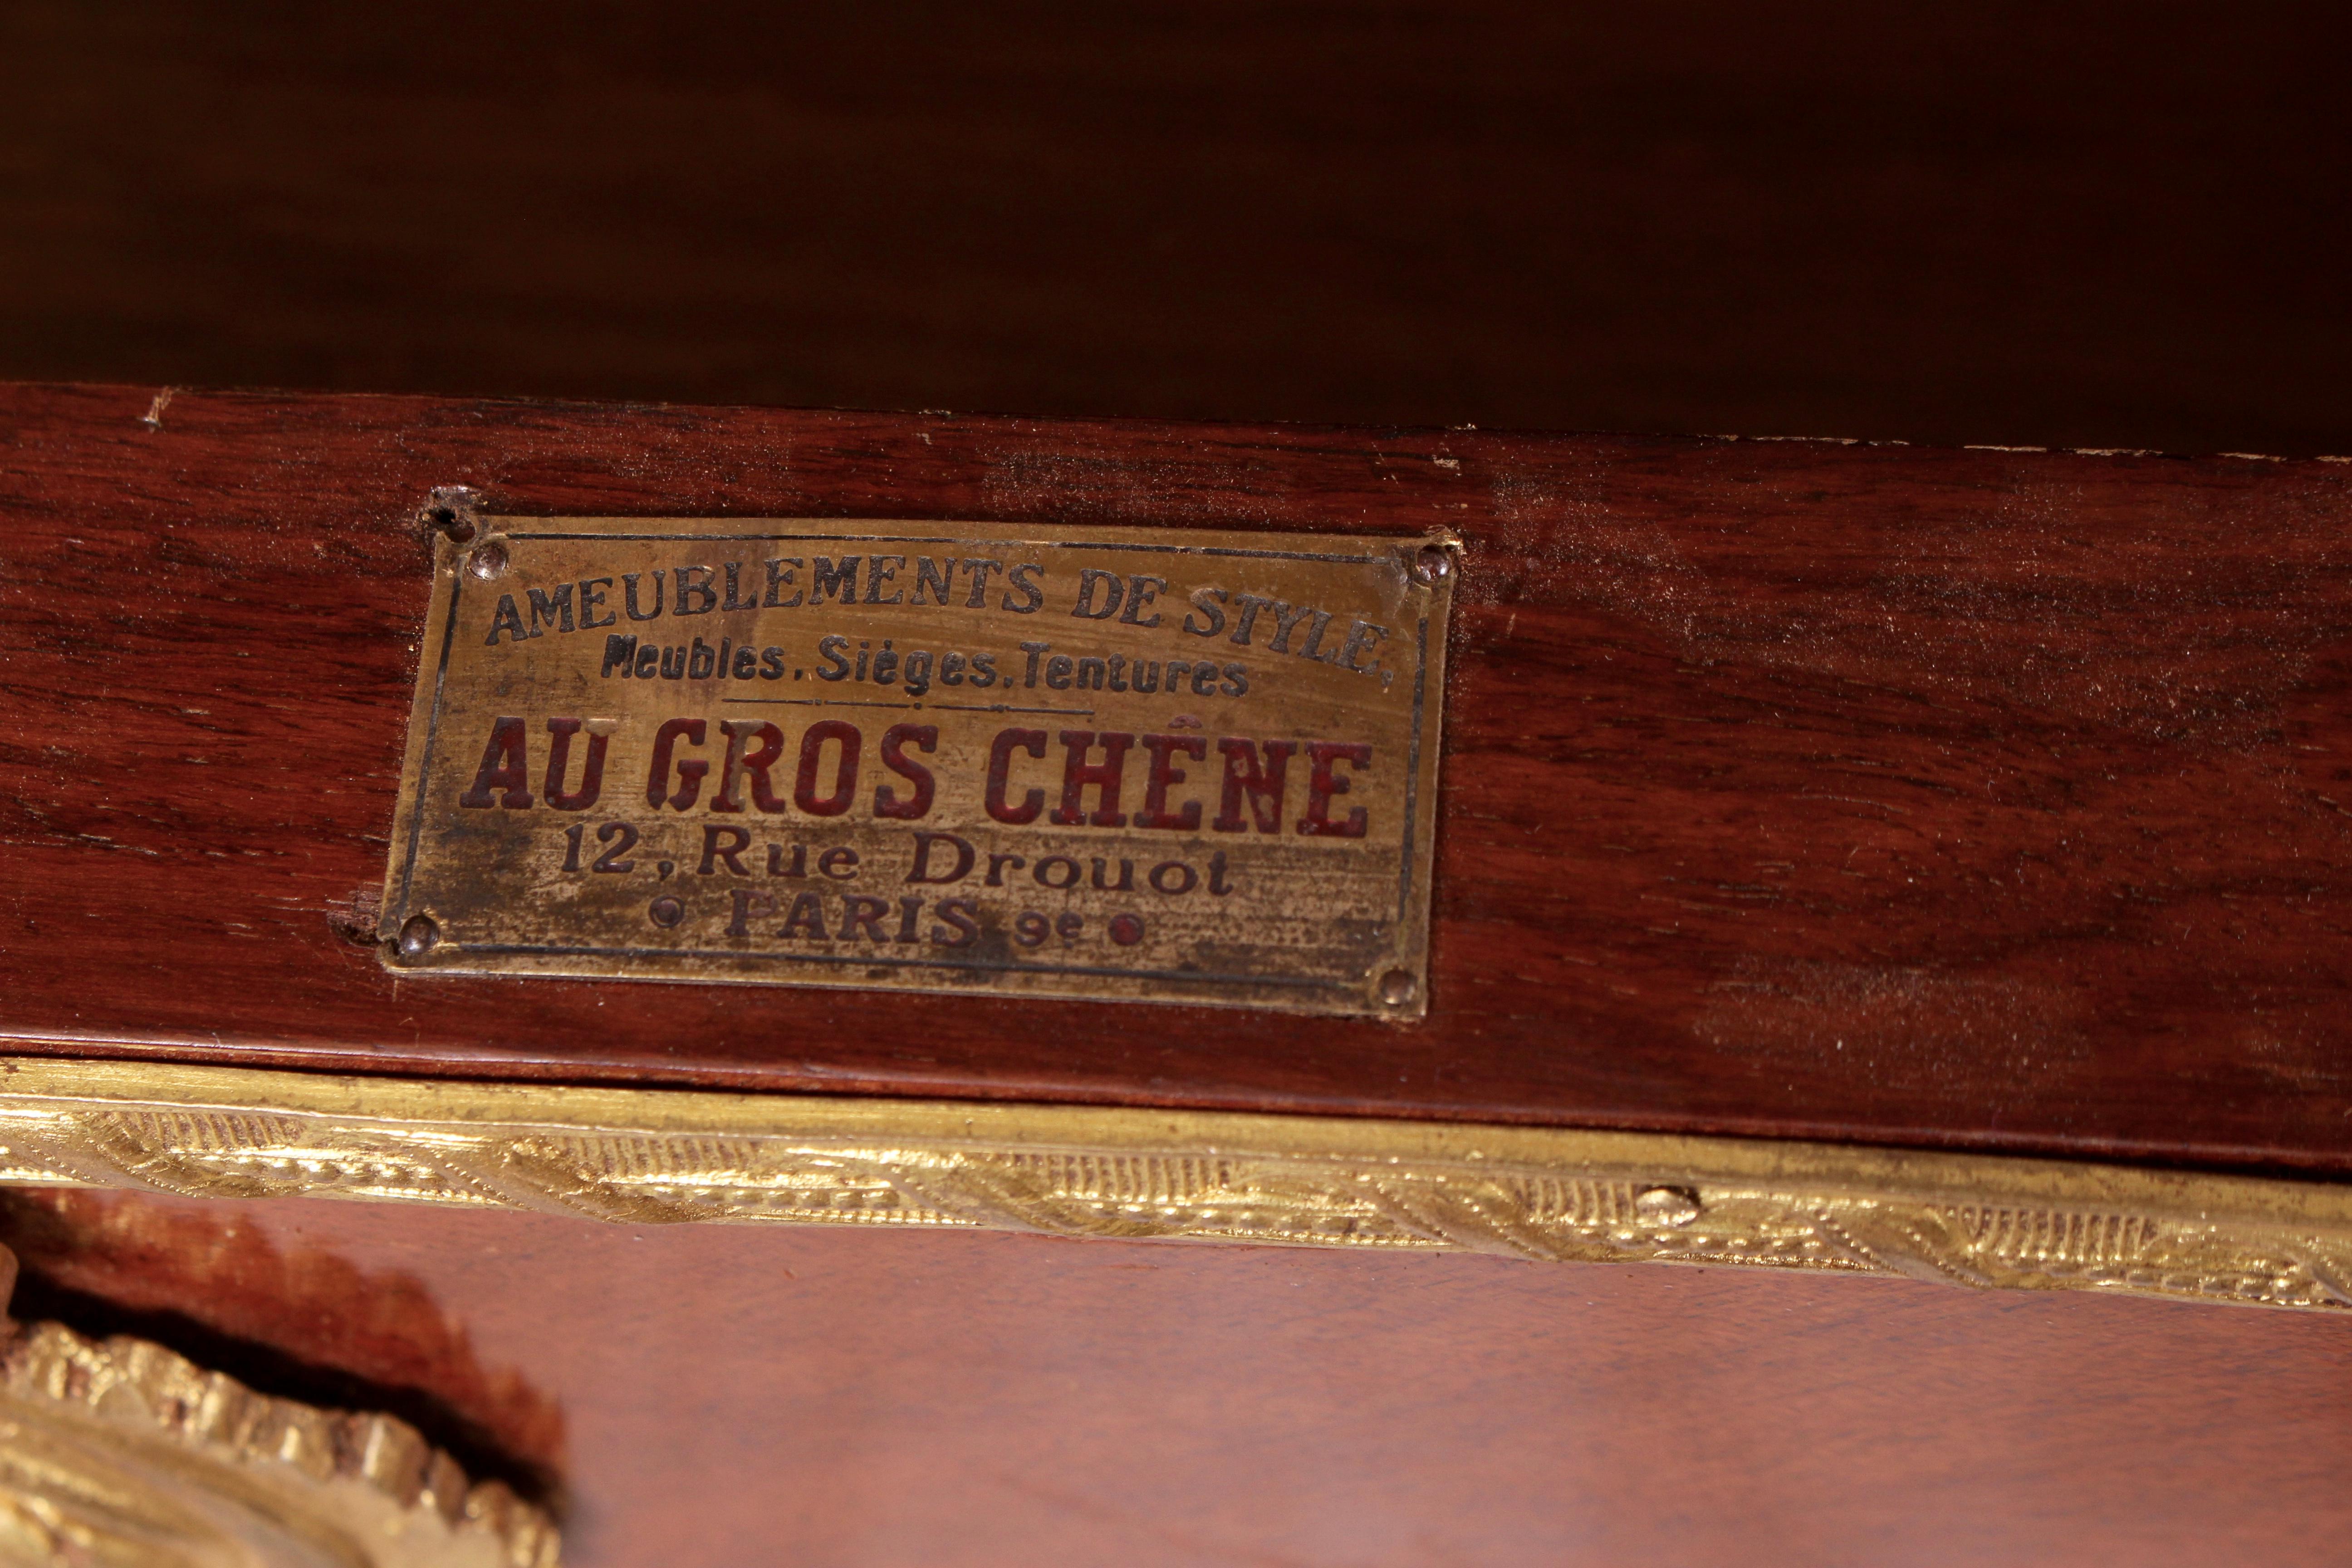 AMEUBLEMENTS DE STYLE.
Meubles, Sièges, Tentures
AU GROS CHÊNE
12, Rue Drouot
PARIS 9e